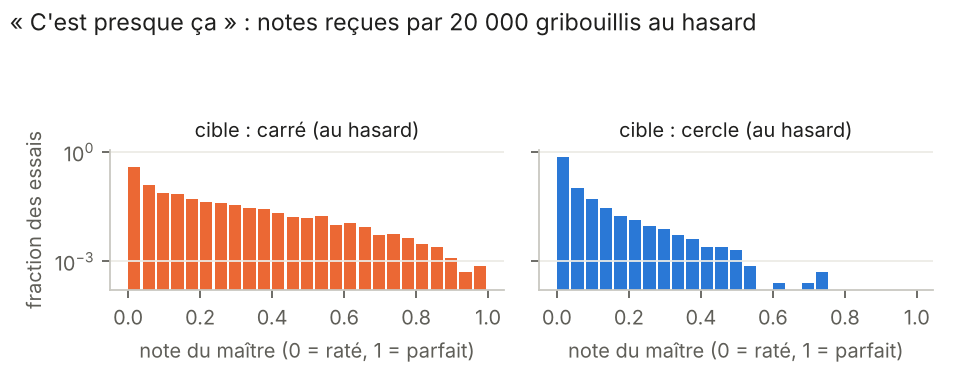 « C'est presque ça » : notes reçues par 20 000 gribouillis au hasard
cible : carré (au hasard)
cible : cercle (au hasard)
fraction des essais
10⁰
10⁻³
0.0 0.2 0.4 0.6 0.8 1.0
0.0 0.2 0.4 0.6 0.8 1.0
note du maître (0 = raté, 1 = parfait)
note du maître (0 = raté, 1 = parfait)